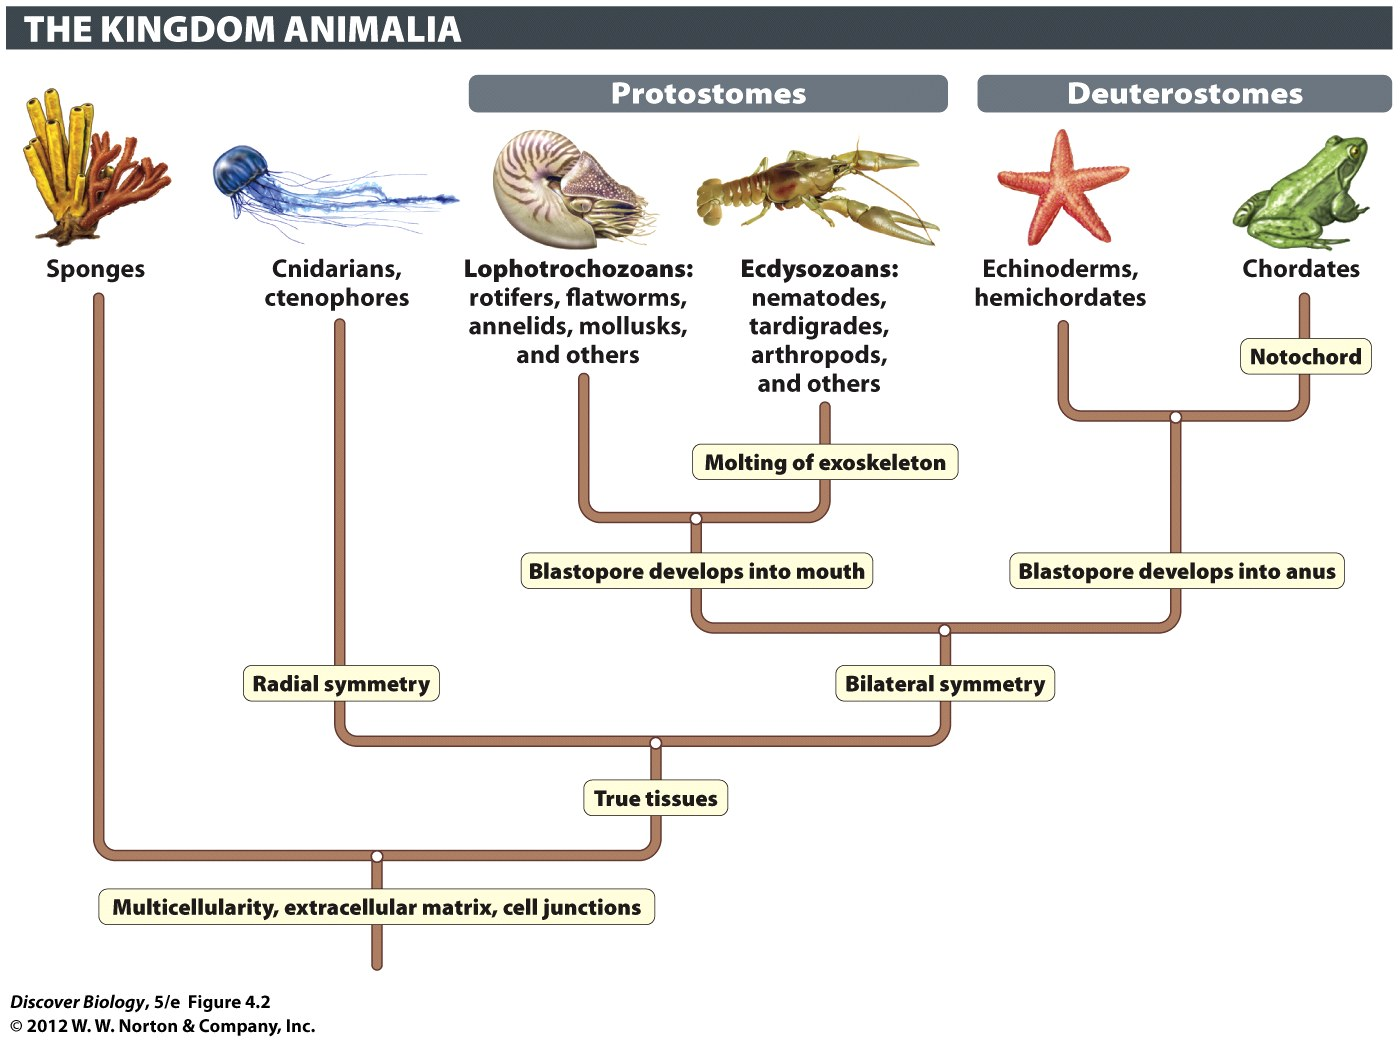 THE KINGDOM ANIMALIA
Protostomes
Deuterostomes
Sponges
Cnidarians,
ctenophores
Lophotrochozoans:
rotifers, flatworms,
annelids, mollusks,
and others
Ecdysozoans:
nematodes,
tardigrades,
arthropods,
and others
Echinoderms,
hemichordates
Chordates
Notochord
Molting of exoskeleton
Blastopore develops into mouth
Blastopore develops into anus
Radial symmetry
Bilateral symmetry
True tissues
Multicellularity, extracellular matrix, cell junctions
Discover Biology, 5/e Figure 4.2
© 2012 W. W. Norton & Company, Inc.